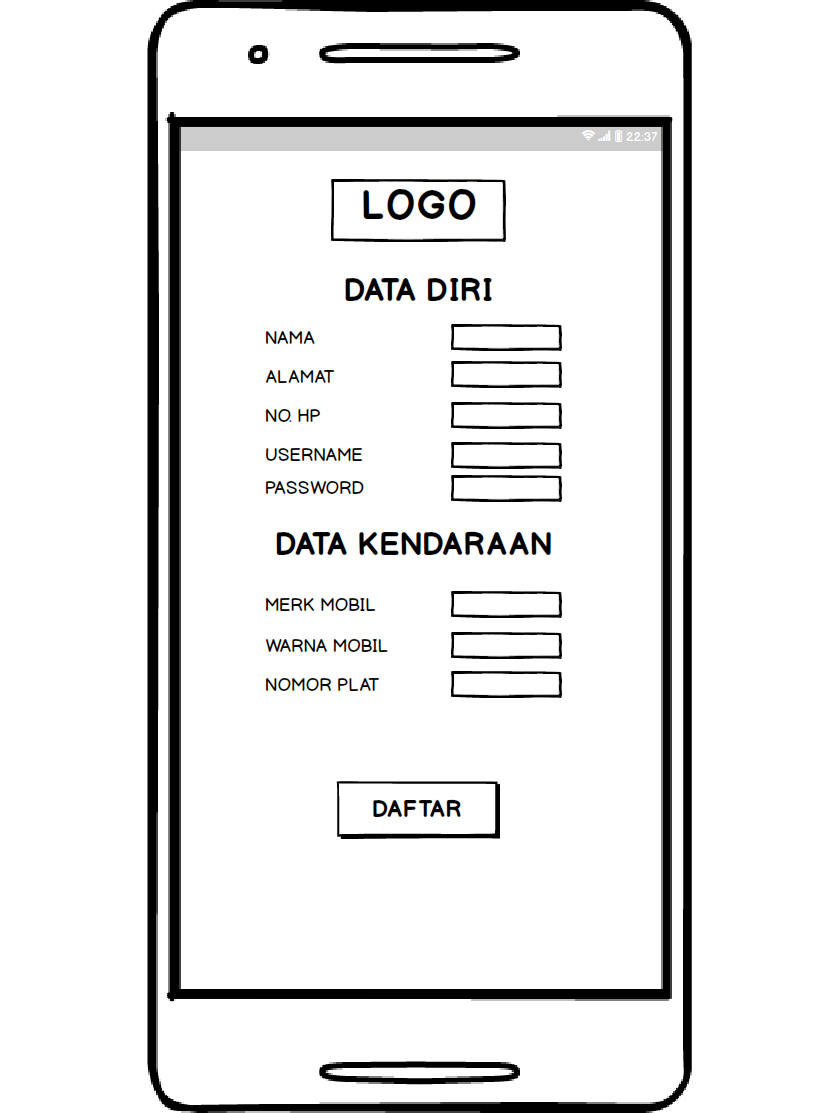 22:37
LOGO
DATA DIRI
NAMA
ALAMAT
NO. HP
USERNAME
PASSWORD
DATA KENDARAAN
MERK MOBIL
WARNA MOBIL
NOMOR PLAT
DAFTAR